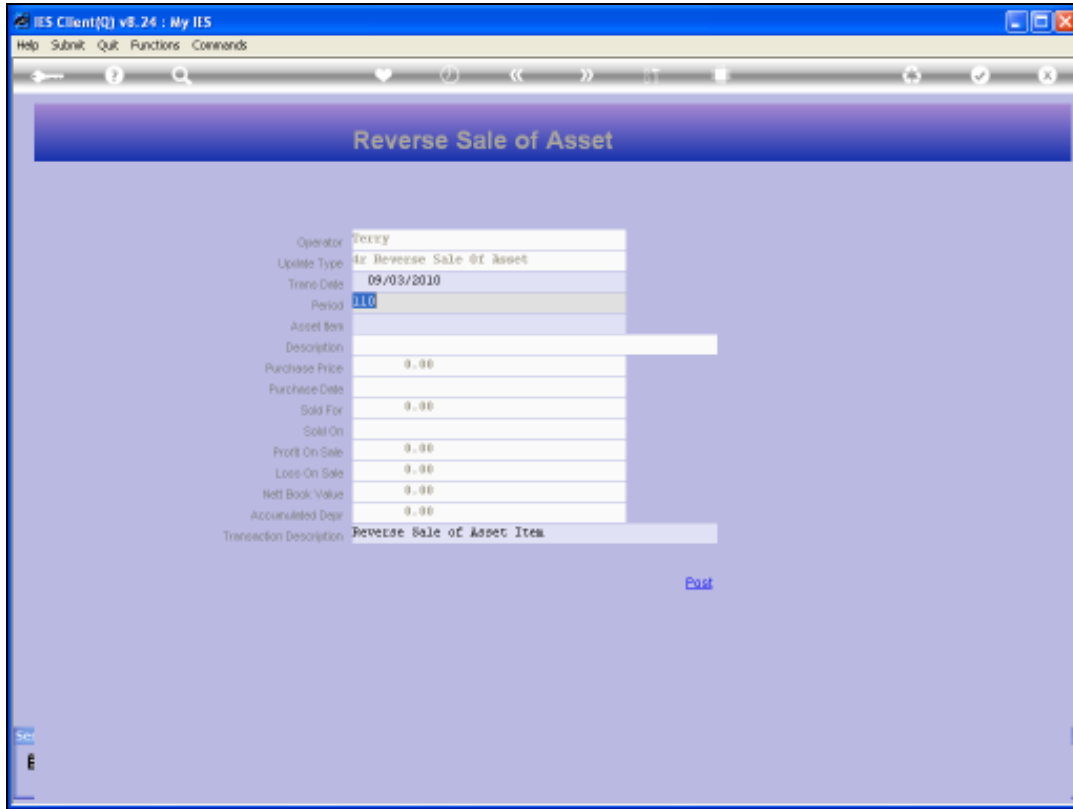 IES Client(Q) v8.24 : My IES
Help Submit Quit Functions Commands
Reverse Sale of Asset
Operator Terry
Update Type 4r Reverse Sale Of Asset
Trans Date 09/03/2010
Period 110
Asset Item
Description
Purchase Price 0.00
Purchase Date
Sold For 0.00
Sold On
Profit On Sale 0.00
Loss On Sale 0.00
Nett Book Value 0.00
Accumulated Depr 0.00
Transaction Description Reverse Sale of Asset Item
Post